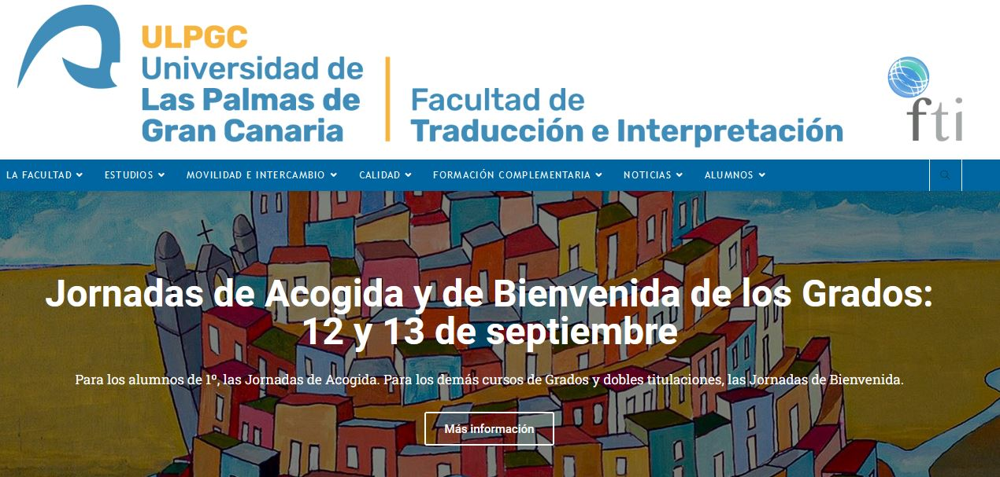 ULPGC
Universidad de
Las Palmas de
Gran Canaria
Facultad de
Traducción e Interpretación
fti
LA FACULTAD
ESTUDIOS
MOVILIDAD E INTERCAMBIO
CALIDAD
FORMACIÓN COMPLEMENTARIA
NOTICIAS
ALUMNOS
Jornadas de Acogida y de Bienvenida de los Grados:
12 y 13 de septiembre
Para los alumnos de 1º, las Jornadas de Acogida. Para los demás cursos de Grados y dobles titulaciones, las Jornadas de Bienvenida.
Más información